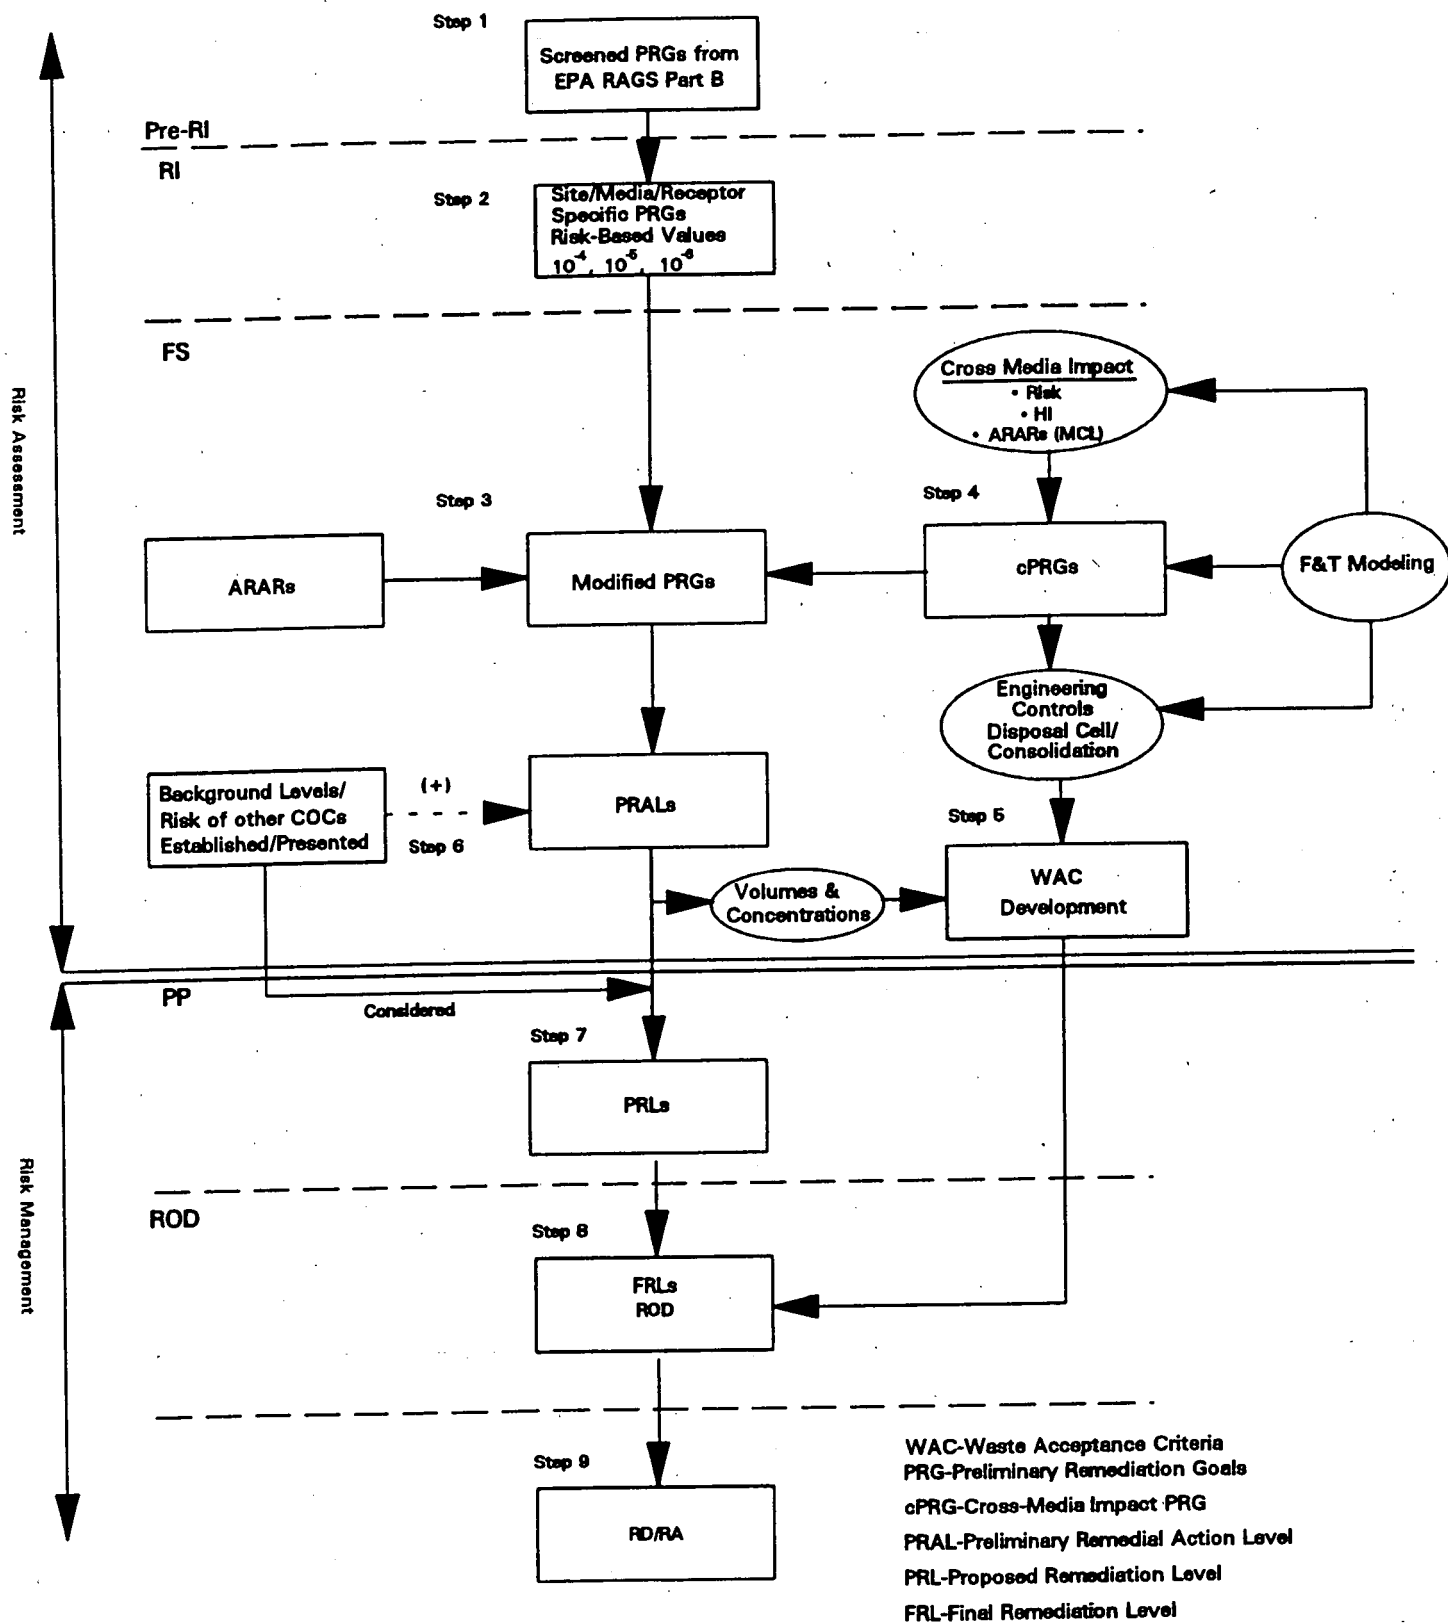 Step 1
Screened PRGs from
EPA RAGS Part B
Pre-RI
RI
Step 2
Site/Media/Receptor
Specific PRGs
Risk-Based Values
10-4, 10-5, 10-6
FS
Cross Media Impact
• Risk
• HI
• ARARs (MCL)
Risk Assessment
Step 3
Step 4
ARARs
Modified PRGs
cPRGs
F&T Modeling
Engineering
Controls
Disposal Cell/
Consolidation
Background Levels/
Risk of other COCs
Established/Presented
(+)
Step 6
PRALs
Step 5
Volumes &
Concentrations
WAC
Development
PP
Considered
Step 7
PRLs
Risk Management
ROD
Step 8
FRLs
ROD
Step 9
RD/RA
WAC-Waste Acceptance Criteria
PRG-Preliminary Remediation Goals
cPRG-Cross-Media Impact PRG
PRAL-Preliminary Remedial Action Level
PRL-Proposed Remediation Level
FRL-Final Remediation Level